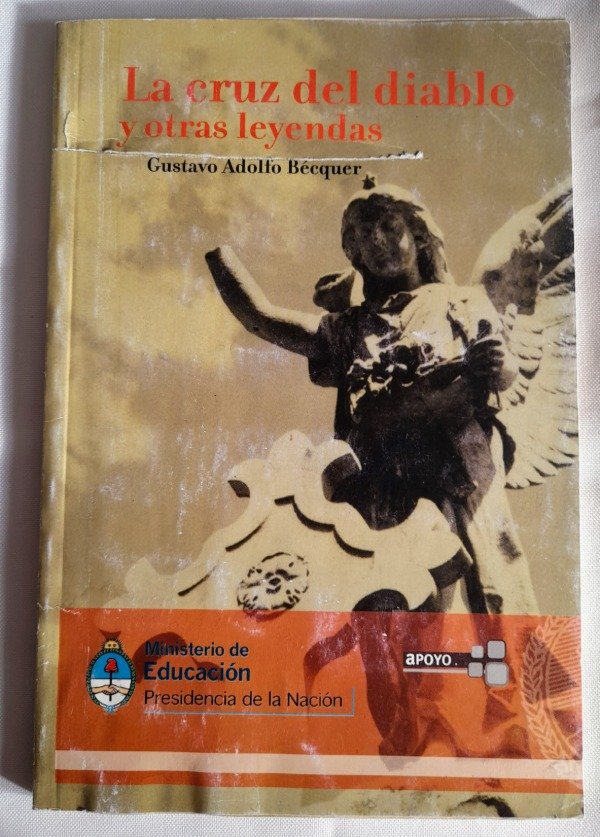 La cruz del diablo
y otras leyendas
Gustavo Adolfo Bécquer
Ministerio de
Educación
Presidencia de la Nación
APOYO.